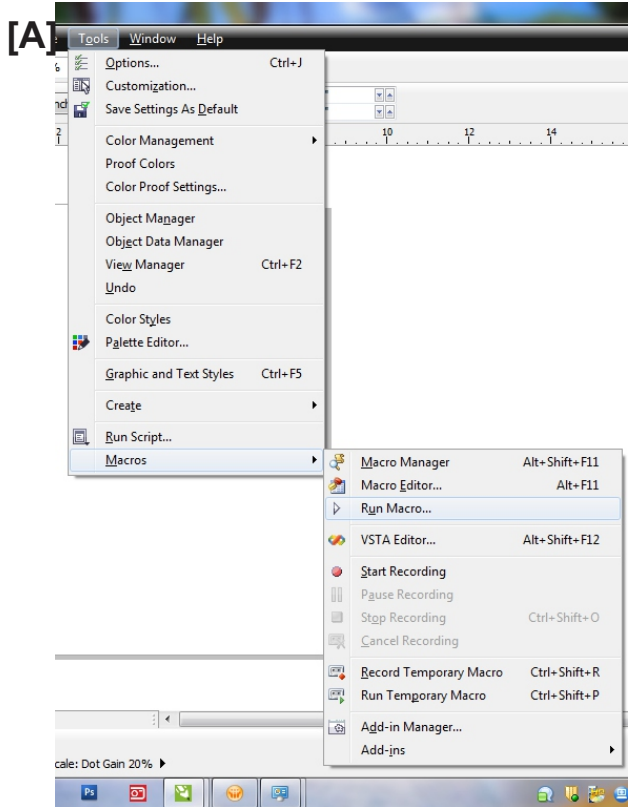 [A]
Tools Window Help
%
Options... Ctrl+J
Customization...
Save Settings As Default
2 10 12 14
Color Management
Proof Colors
Color Proof Settings...
Object Manager
Object Data Manager
View Manager Ctrl+F2
Undo
Color Styles
Palette Editor...
Graphic and Text Styles Ctrl+F5
Create
Run Script...
Macros
Macro Manager Alt+Shift+F11
Macro Editor... Alt+F11
Run Macro...
VSTA Editor... Alt+Shift+F12
Start Recording
Pause Recording
Stop Recording Ctrl+Shift+O
Cancel Recording
Record Temporary Macro Ctrl+Shift+R
Run Temporary Macro Ctrl+Shift+P
Add-in Manager...
Add-ins
cale: Dot Gain 20%
Ps